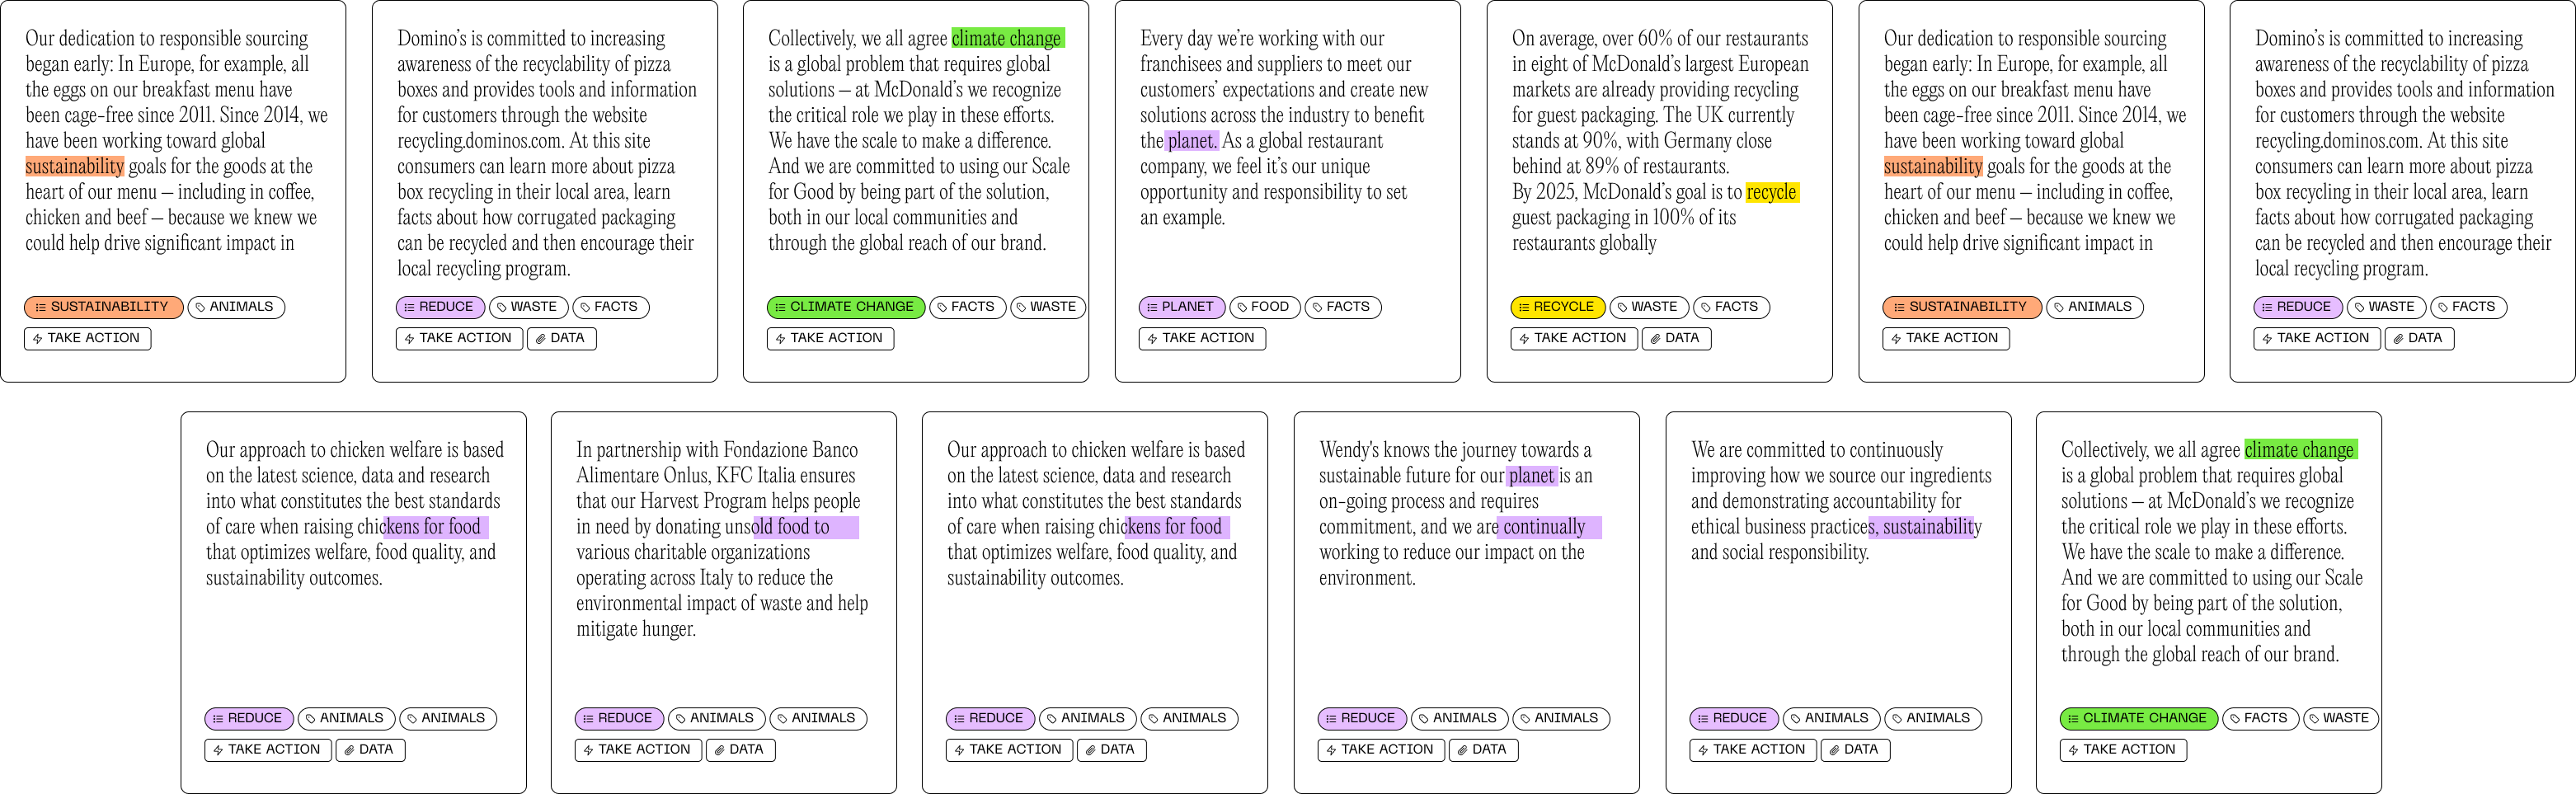 Our dedication to responsible sourcing
began early: In Europe, for example, all
the eggs on our breakfast menu have
been cage-free since 2011. Since 2014, we
have been working toward global
sustainability goals for the goods at the
heart of our menu – including in coffee,
chicken and beef – because we knew we
could help drive significant impact in
SUSTAINABILITY ANIMALS
TAKE ACTION
Domino’s is committed to increasing
awareness of the recyclability of pizza
boxes and provides tools and information
for customers through the website
recycling.dominos.com. At this site
consumers can learn more about pizza
box recycling in their local area, learn
facts about how corrugated packaging
can be recycled and then encourage their
local recycling program.
REDUCE WASTE FACTS
TAKE ACTION DATA
Collectively, we all agree climate change
is a global problem that requires global
solutions – at McDonald’s we recognize
the critical role we play in these efforts.
We have the scale to make a difference.
And we are committed to using our Scale
for Good by being part of the solution,
both in our local communities and
through the global reach of our brand.
CLIMATE CHANGE FACTS WASTE
TAKE ACTION
Every day we’re working with our
franchisees and suppliers to meet our
customers’ expectations and create new
solutions across the industry to benefit
the planet. As a global restaurant
company, we feel it’s our unique
opportunity and responsibility to set
an example.
PLANET FOOD FACTS
TAKE ACTION
On average, over 60% of our restaurants
in eight of McDonald’s largest European
markets are already providing recycling
for guest packaging. The UK currently
stands at 90%, with Germany close
behind at 89% of restaurants.
By 2025, McDonald’s goal is to recycle
guest packaging in 100% of its
restaurants globally
RECYCLE WASTE FACTS
TAKE ACTION DATA
Our dedication to responsible sourcing
began early: In Europe, for example, all
the eggs on our breakfast menu have
been cage-free since 2011. Since 2014, we
have been working toward global
sustainability goals for the goods at the
heart of our menu – including in coffee,
chicken and beef – because we knew we
could help drive significant impact in
SUSTAINABILITY ANIMALS
TAKE ACTION
Domino’s is committed to increasing
awareness of the recyclability of pizza
boxes and provides tools and information
for customers through the website
recycling.dominos.com. At this site
consumers can learn more about pizza
box recycling in their local area, learn
facts about how corrugated packaging
can be recycled and then encourage their
local recycling program.
REDUCE WASTE FACTS
TAKE ACTION DATA
Our approach to chicken welfare is based
on the latest science, data and research
into what constitutes the best standards
of care when raising chickens for food
that optimizes welfare, food quality, and
sustainability outcomes.
REDUCE ANIMALS ANIMALS
TAKE ACTION DATA
In partnership with Fondazione Banco
Alimentare Onlus, KFC Italia ensures
that our Harvest Program helps people
in need by donating unsold food to
various charitable organizations
operating across Italy to reduce the
environmental impact of waste and help
mitigate hunger.
REDUCE ANIMALS ANIMALS
TAKE ACTION DATA
Our approach to chicken welfare is based
on the latest science, data and research
into what constitutes the best standards
of care when raising chickens for food
that optimizes welfare, food quality, and
sustainability outcomes.
REDUCE ANIMALS ANIMALS
TAKE ACTION DATA
Wendy's knows the journey towards a
sustainable future for our planet is an
on-going process and requires
commitment, and we are continually
working to reduce our impact on the
environment.
REDUCE ANIMALS ANIMALS
TAKE ACTION DATA
We are committed to continuously
improving how we source our ingredients
and demonstrating accountability for
ethical business practices, sustainability
and social responsibility.
REDUCE ANIMALS ANIMALS
TAKE ACTION DATA
Collectively, we all agree climate change
is a global problem that requires global
solutions – at McDonald’s we recognize
the critical role we play in these efforts.
We have the scale to make a difference.
And we are committed to using our Scale
for Good by being part of the solution,
both in our local communities and
through the global reach of our brand.
CLIMATE CHANGE FACTS WASTE
TAKE ACTION